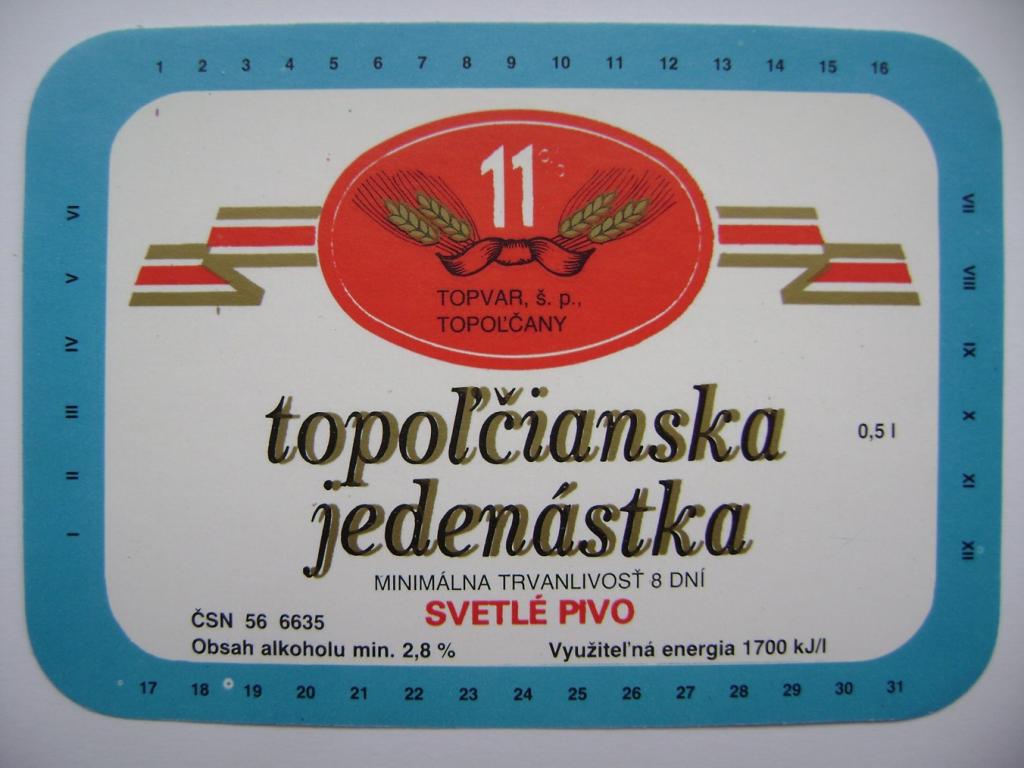 1 2 3 4 5 6 7 8 9 10 11 12 13 14 15 16
11%
TOPVAR, š. p.,
TOPOĽČANY
VI
V
IV
III
II
I
VII
VIII
IX
X
XI
XII
topoľčianska
0,5 l
jedenástka
MINIMÁLNA TRVANLIVOSŤ 8 DNÍ
SVETLÉ PIVO
ČSN 56 6635
Obsah alkoholu min. 2,8 %
Využiteľná energia 1700 kJ/l
17 18 19 20 21 22 23 24 25 26 27 28 29 30 31